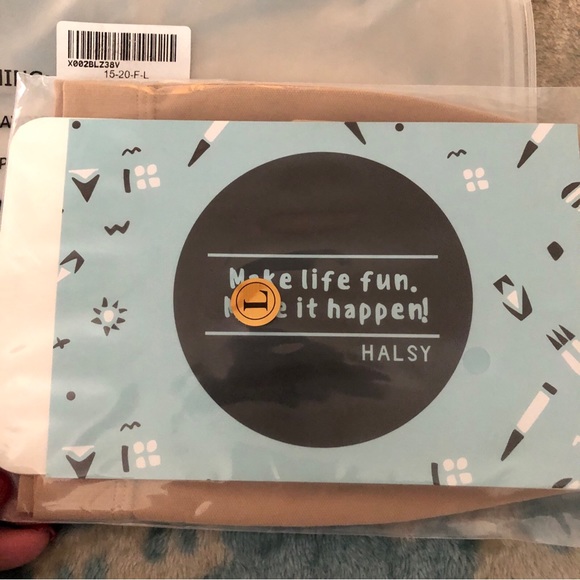 X002BLZ38V
15-20-F-L
Make life fun.
it happen!
L
HALSY